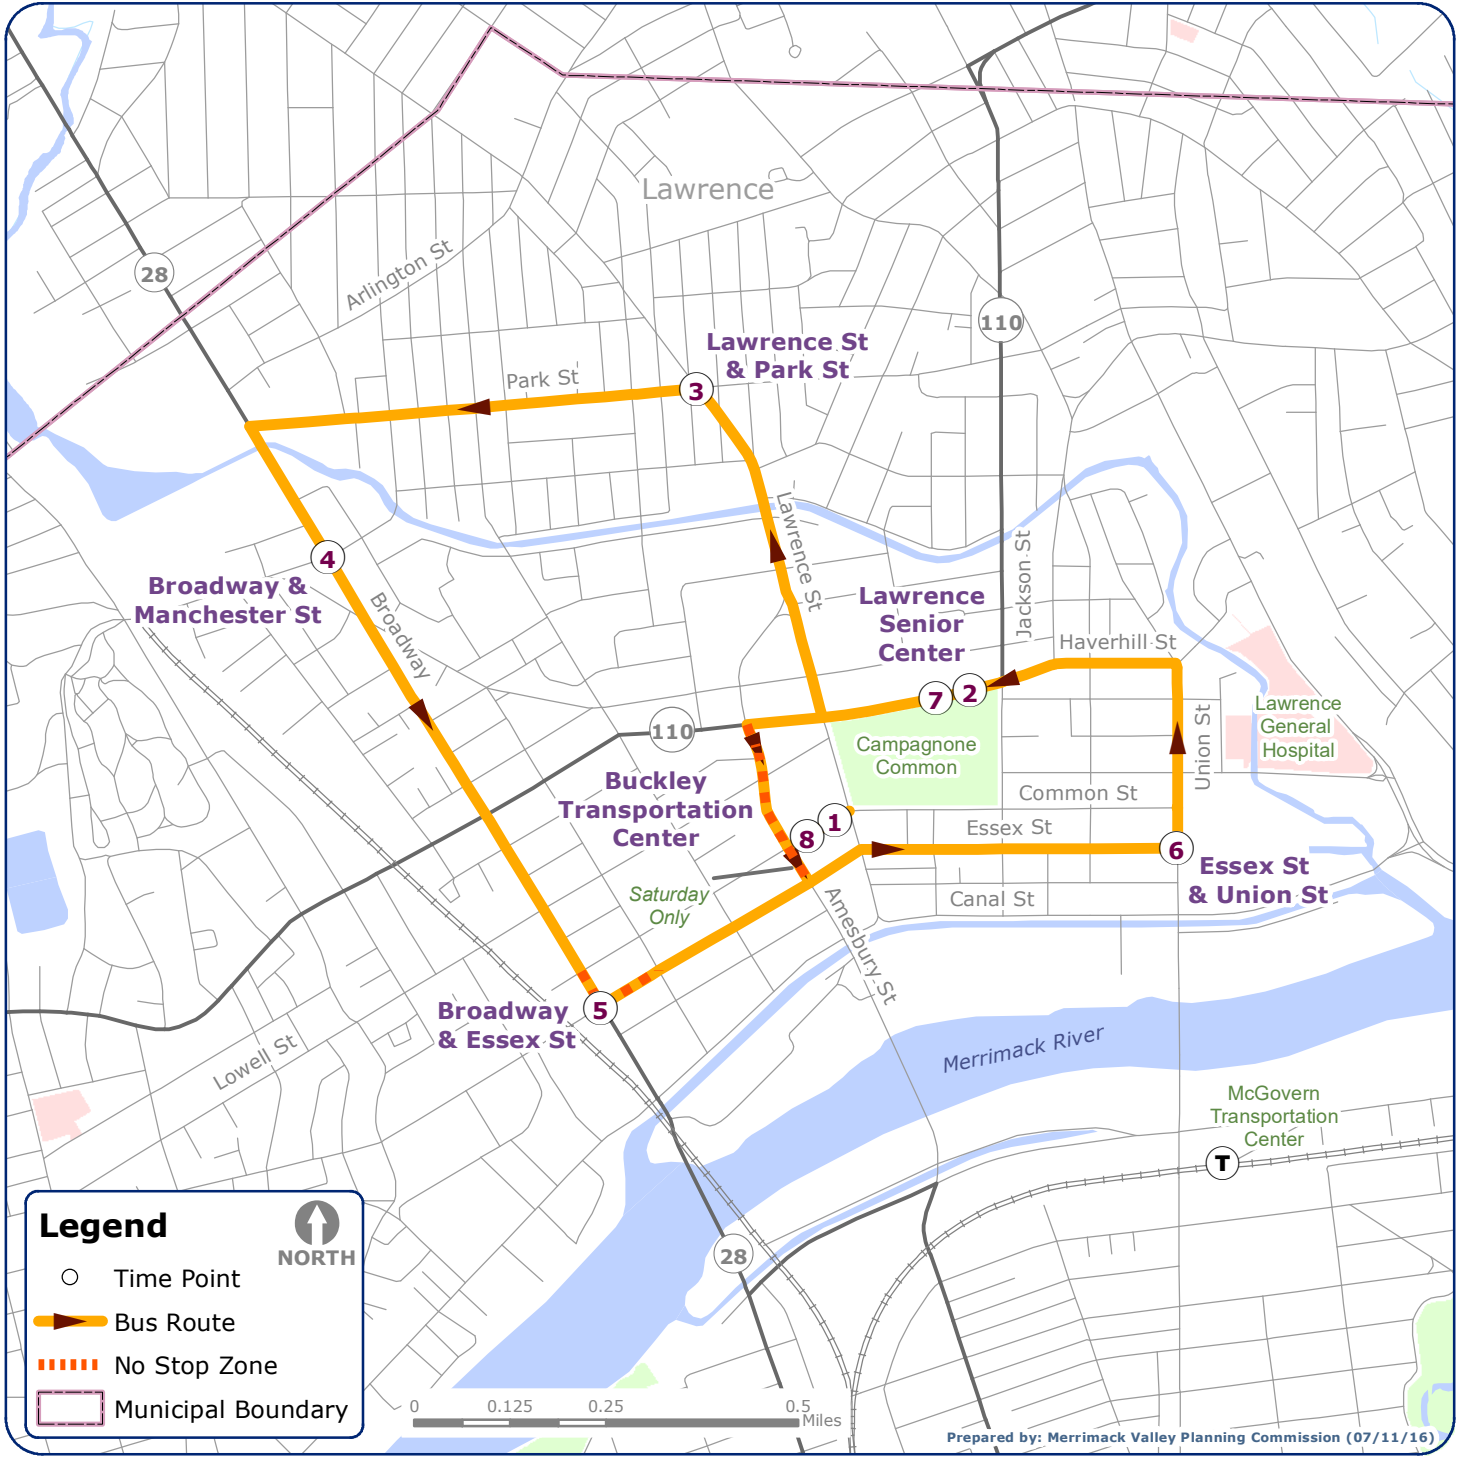 Lawrence
Arlington St
28
110
Lawrence St
& Park St
Park St
3
Lawrence St
4
Broadway &
Manchester St
Broadway
Jackson St
Lawrence
Senior
Center
Haverhill St
7
2
110
Campagnone
Common
Union St
Lawrence
General
Hospital
Buckley
Transportation
Center
Common St
1
8
Essex St
6
Essex St
& Union St
Saturday
Only
Canal St
Amesbury St
5
Broadway
& Essex St
Lowell St
Merrimack River
McGovern
Transportation
Center
T
28
Legend
NORTH
Time Point
Bus Route
No Stop Zone
Municipal Boundary
0 0.125 0.25 0.5
Miles
Prepared by: Merrimack Valley Planning Commission (07/11/16)